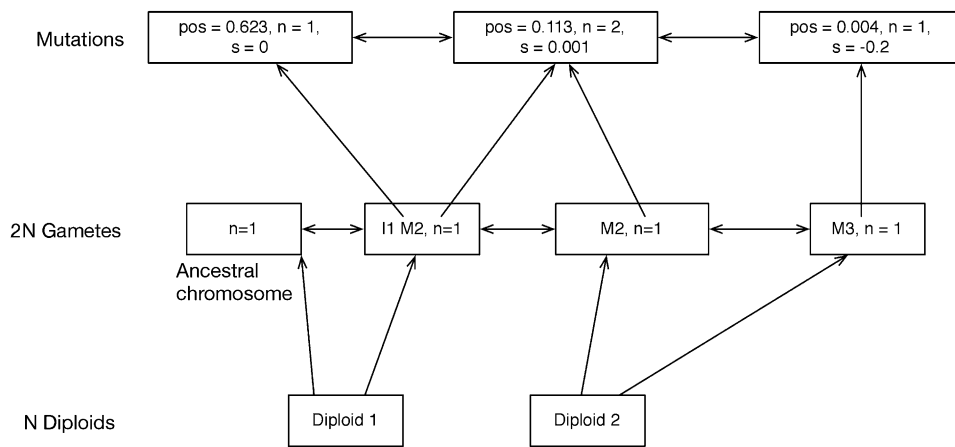 Mutations
pos = 0.623, n = 1,
s = 0
pos = 0.113, n = 2,
s = 0.001
pos = 0.004, n = 1,
s = -0.2
2N Gametes
n=1
I1 M2, n=1
M2, n=1
M3, n = 1
Ancestral
chromosome
N Diploids
Diploid 1
Diploid 2